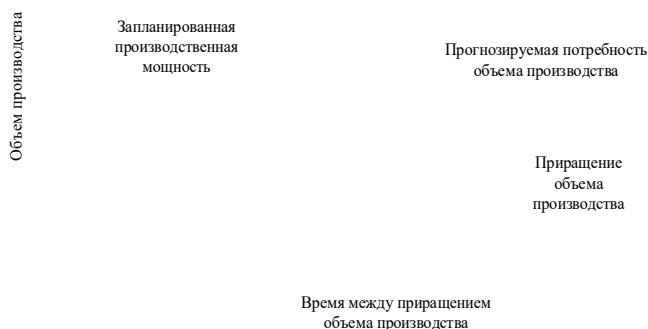 Объем производства
Запланированная
производственная
мощность
Прогнозируемая потребность
объема производства
Приращение
объема
производства
Время между приращением
объема производства